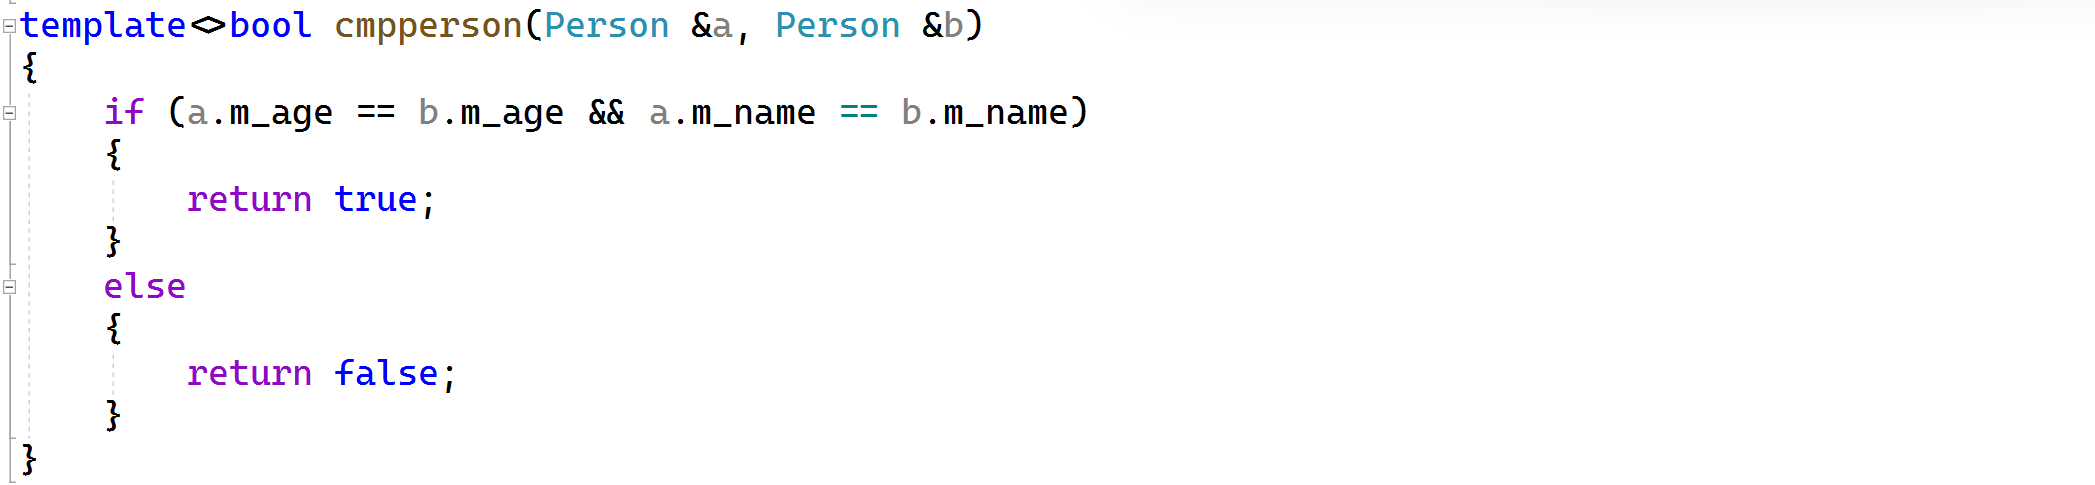 template<>bool cmpperson(Person &a, Person &b)
{
    if (a.m_age == b.m_age && a.m_name == b.m_name)
    {
        return true;
    }
    else
    {
        return false;
    }
}